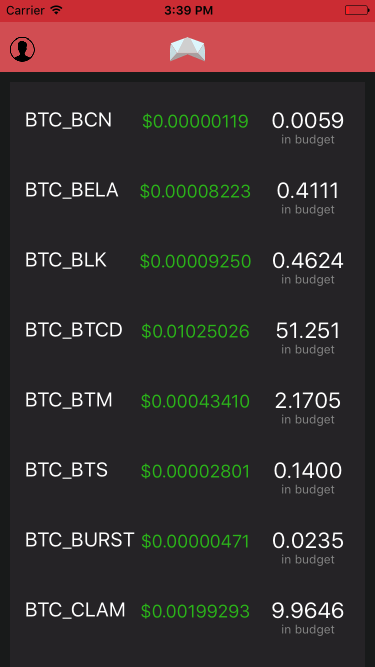 Carrier 3:39 PM
BTC_BCN $0.00000119 0.0059
in budget
BTC_BELA $0.00008223 0.4111
in budget
BTC_BLK $0.00009250 0.4624
in budget
BTC_BTCD $0.01025026 51.251
in budget
BTC_BTM $0.00043410 2.1705
in budget
BTC_BTS $0.00002801 0.1400
in budget
BTC_BURST $0.00000471 0.0235
in budget
BTC_CLAM $0.00199293 9.9646
in budget